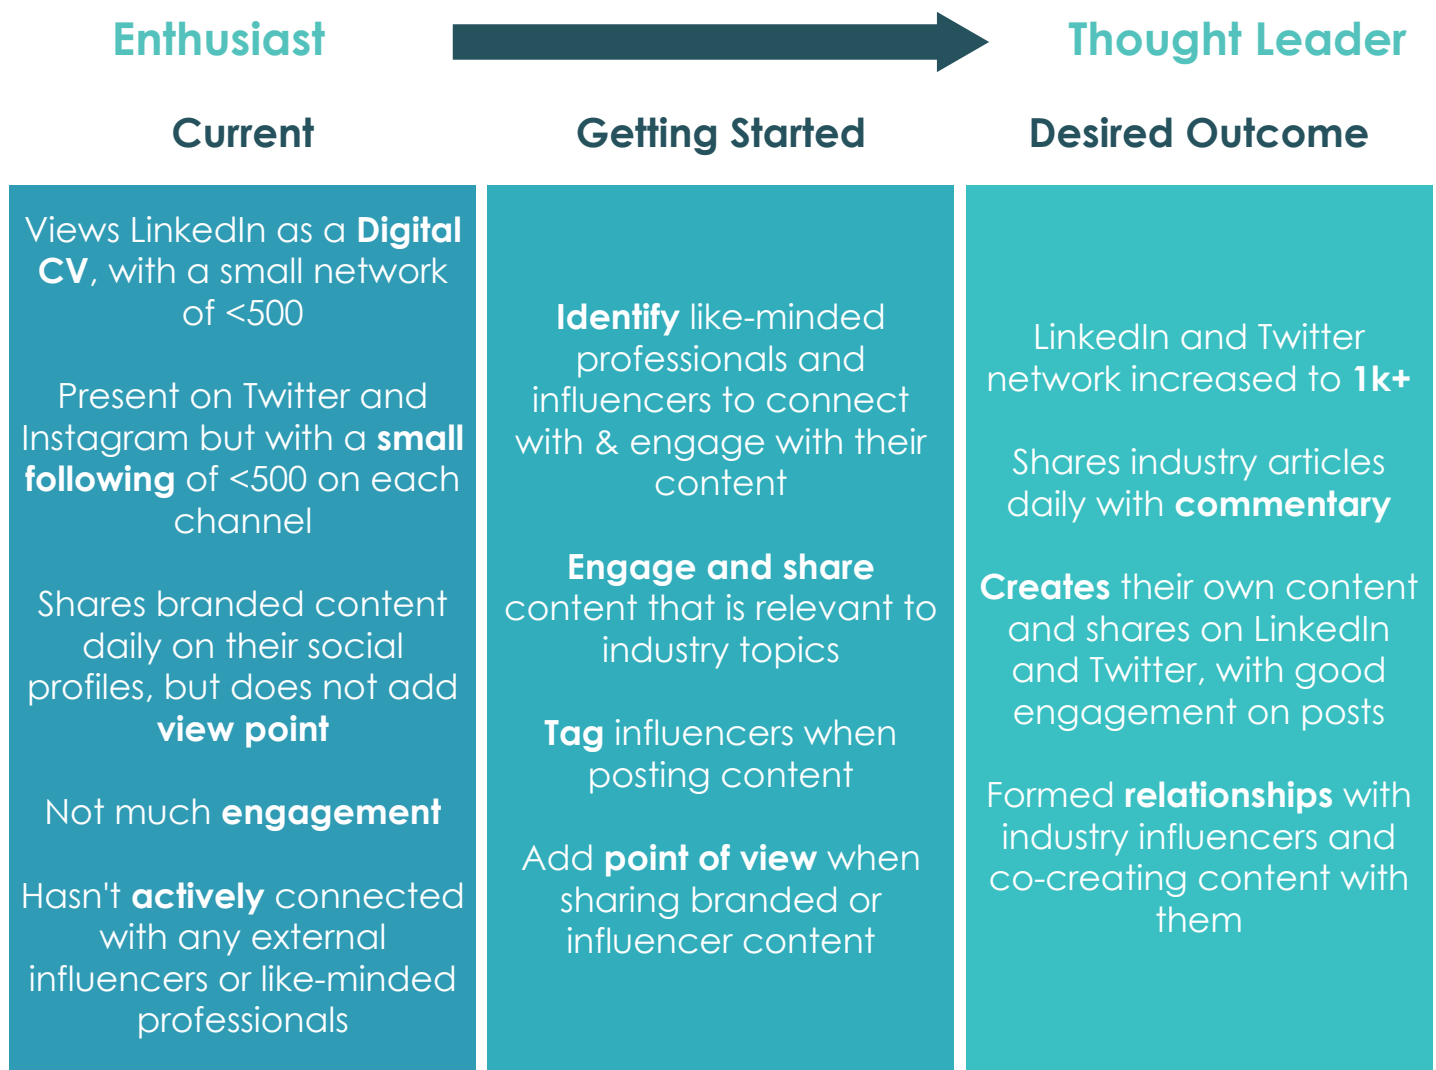 Enthusiast
Thought Leader
Current
Getting Started
Desired Outcome
Views LinkedIn as a Digital
CV, with a small network
of <500
Present on Twitter and
Instagram but with a small
following of <500 on each
channel
Shares branded content
daily on their social
profiles, but does not add
view point
Not much engagement
Hasn't actively connected
with any external
influencers or like-minded
professionals
Identify like-minded
professionals and
influencers to connect
with & engage with their
content
Engage and share
content that is relevant to
industry topics
Tag influencers when
posting content
Add point of view when
sharing branded or
influencer content
LinkedIn and Twitter
network increased to 1k+
Shares industry articles
daily with commentary
Creates their own content
and shares on LinkedIn
and Twitter, with good
engagement on posts
Formed relationships with
industry influencers and
co-creating content with
them